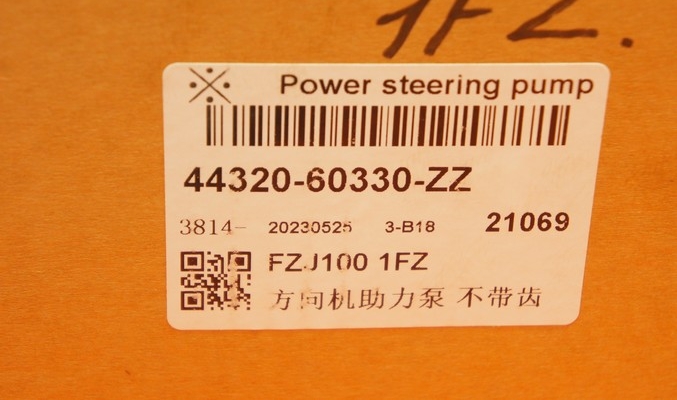 1FZ.
※ Power steering pump
44320-60330-ZZ
3814- 20230525 3-B18 21069
FZJ100 1FZ
方向机助力泵 不带齿